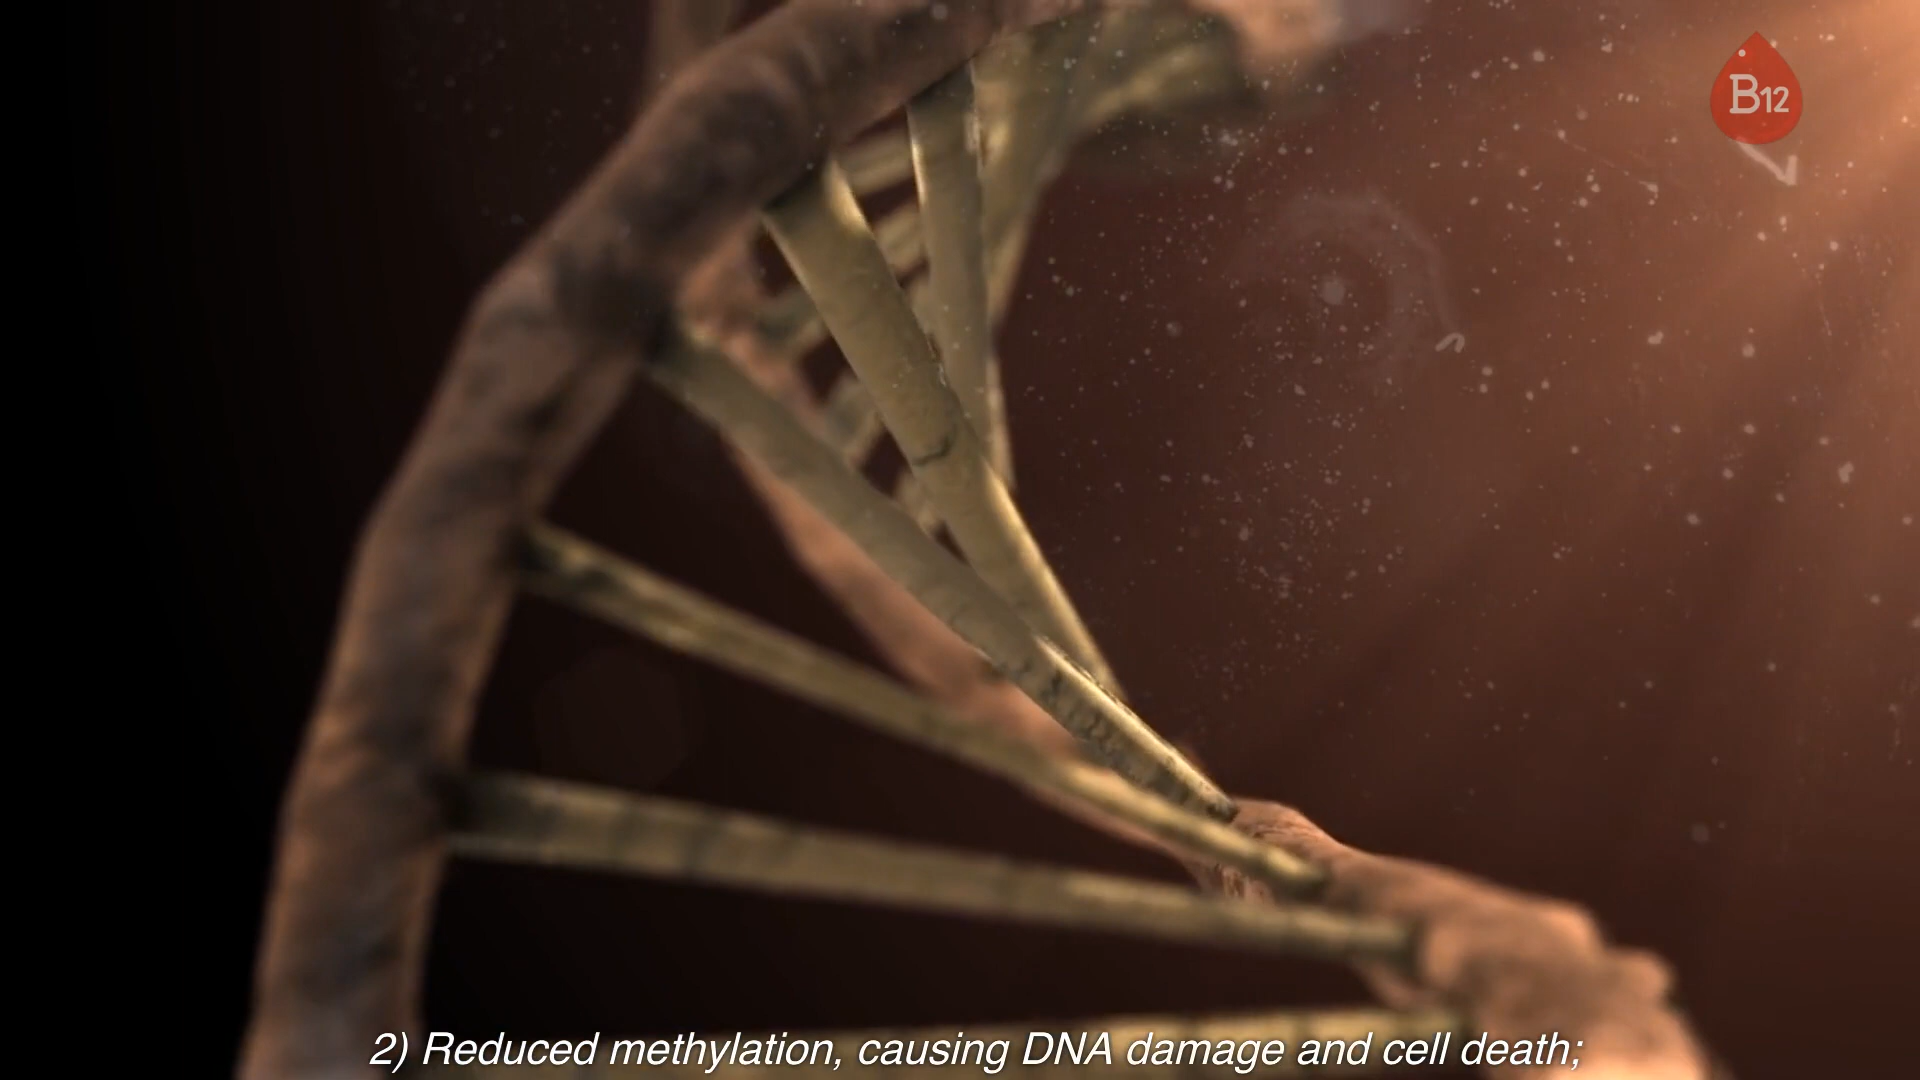 B12
2) Reduced methylation, causing DNA damage and cell death;